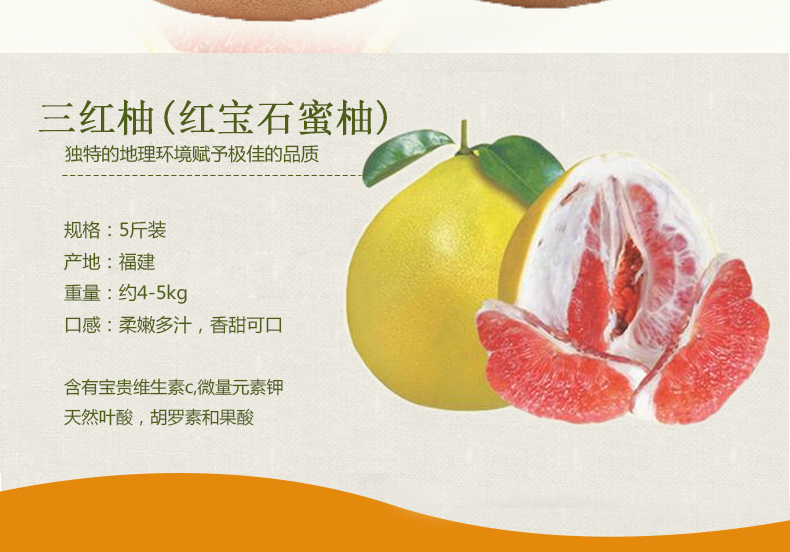 三红柚(红宝石蜜柚)
独特的地理环境赋予极佳的品质
规格：5斤装
产地：福建
重量：约4-5kg
口感：柔嫩多汁，香甜可口
含有宝贵维生素c,微量元素钾
天然叶酸，胡罗素和果酸